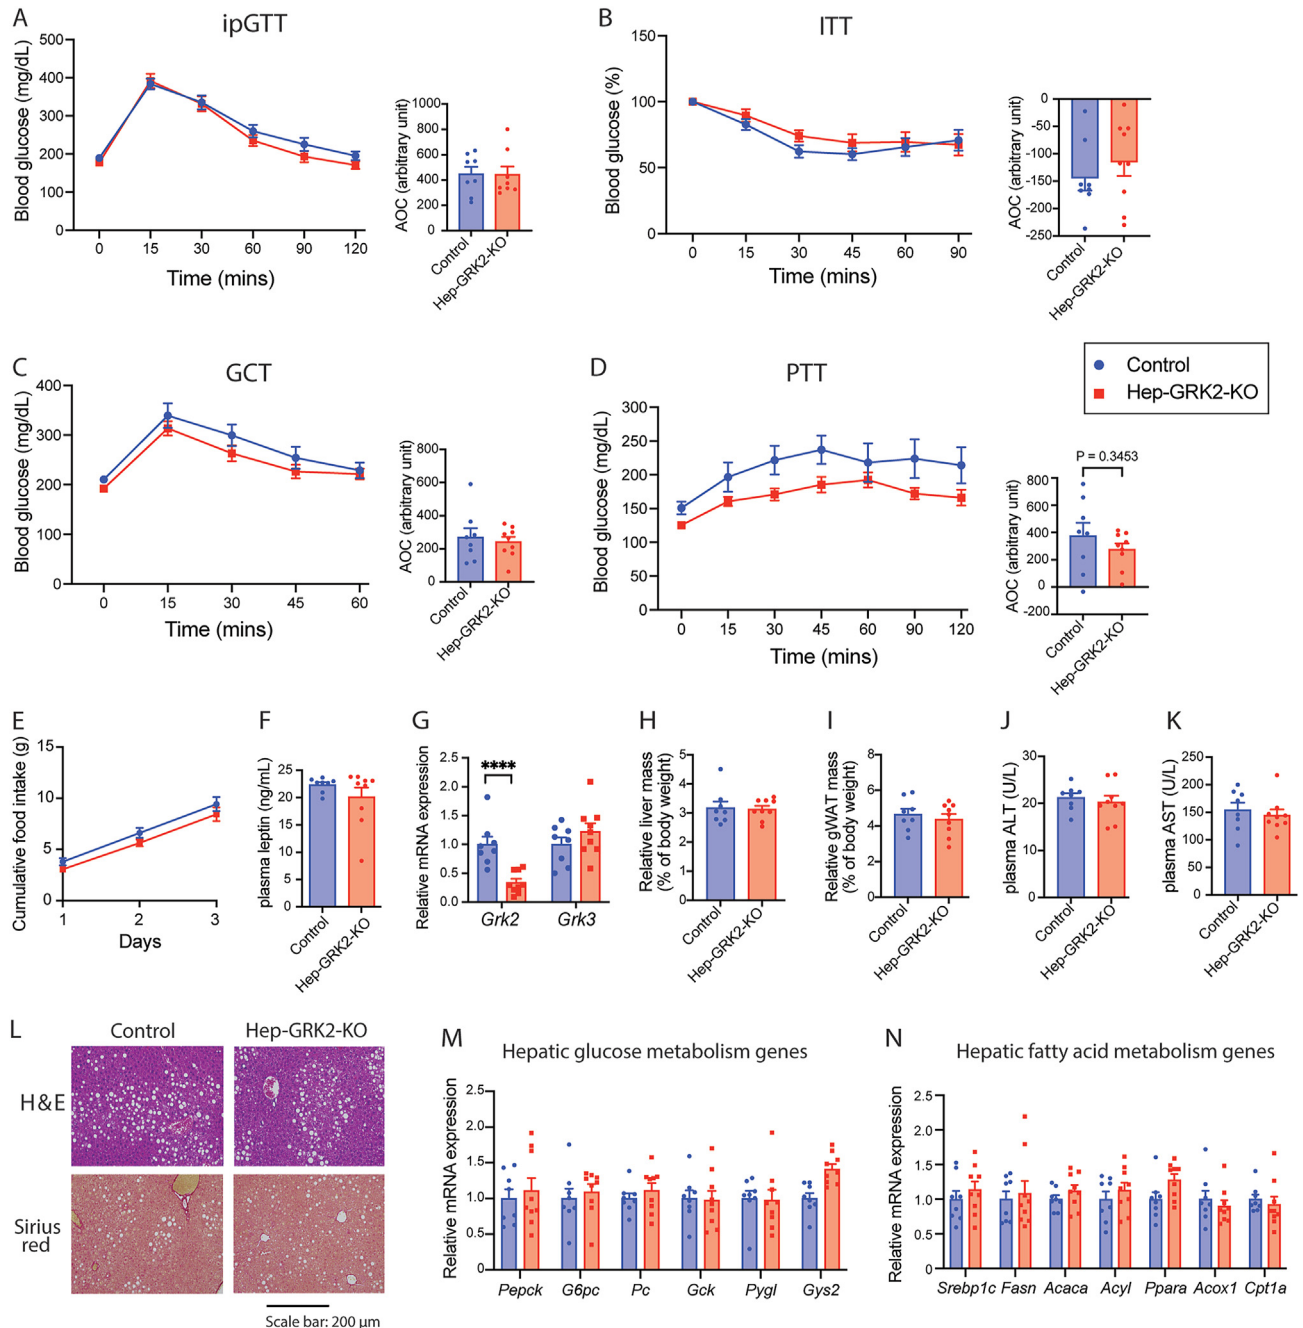 A
ipGTT
Blood glucose (mg/dL)
500
400
300
200
100
0
0 15 30 60 90 120
Time (mins)
AOC (arbitrary unit)
1000
800
600
400
200
0
Control
Hep-GRK2-KO
B
ITT
Blood glucose (%)
150
100
50
0
0 15 30 45 60 90
Time (mins)
AOC (arbitrary unit)
0
-50
-100
-150
-200
-250
Control
Hep-GRK2-KO
C
GCT
Blood glucose (mg/dL)
400
300
200
100
0
0 15 30 45 60
Time (mins)
AOC (arbitrary unit)
800
600
400
200
0
Control
Hep-GRK2-KO
D
PTT
Blood glucose (mg/dL)
300
250
200
150
100
50
0
0 15 30 45 60 90 120
Time (mins)
Control
Hep-GRK2-KO
P = 0.3453
AOC (arbitrary unit)
800
600
400
200
0
-200
Control
Hep-GRK2-KO
E
Cumulative food intake (g)
15
10
5
0
1 2 3
Days
F
plasma leptin (ng/mL)
25
20
15
10
5
0
Control
Hep-GRK2-KO
G
Relative mRNA expression
2.5
2.0
1.5
1.0
0.5
0.0
****
Grk2 Grk3
H
Relative liver mass
(% of body weight)
5
4
3
2
1
0
Control
Hep-GRK2-KO
I
Relative gWAT mass
(% of body weight)
8
6
4
2
0
Control
Hep-GRK2-KO
J
plasma ALT (U/L)
30
20
10
0
Control
Hep-GRK2-KO
K
plasma AST (U/L)
250
200
150
100
50
0
Control
Hep-GRK2-KO
L
Control Hep-GRK2-KO
H&E
Sirius
red
Scale bar: 200 μm
M
Hepatic glucose metabolism genes
Relative mRNA expression
2.5
2.0
1.5
1.0
0.5
0
Pepck G6pc Pc Gck Pygl Gys2
N
Hepatic fatty acid metabolism genes
Relative mRNA expression
2.5
2.0
1.5
1.0
0.5
0
Srebp1c Fasn Acaca Acyl Ppara Acox1 Cpt1a